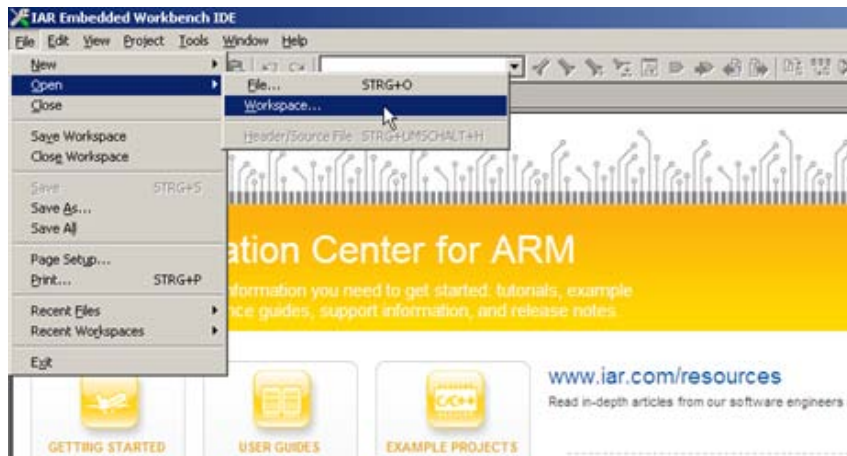 IAR Embedded Workbench IDE
File Edit View Project Tools Window Help
New
Open
Close
Save Workspace
Close Workspace
Save STRG+S
Save As...
Save All
Page Setup...
Print... STRG+P
Recent Files
Recent Workspaces
Exit
File... STRG+O
Workspace...
Header/Source File STRG+UMSCHALT+H
ation Center for ARM
formation you need to get started: tutorials, example
nce guides, support information, and release notes
GETTING STARTED
USER GUIDES
C/C++
EXAMPLE PROJECTS
www.iar.com/resources
Read in-depth articles from our software engineers